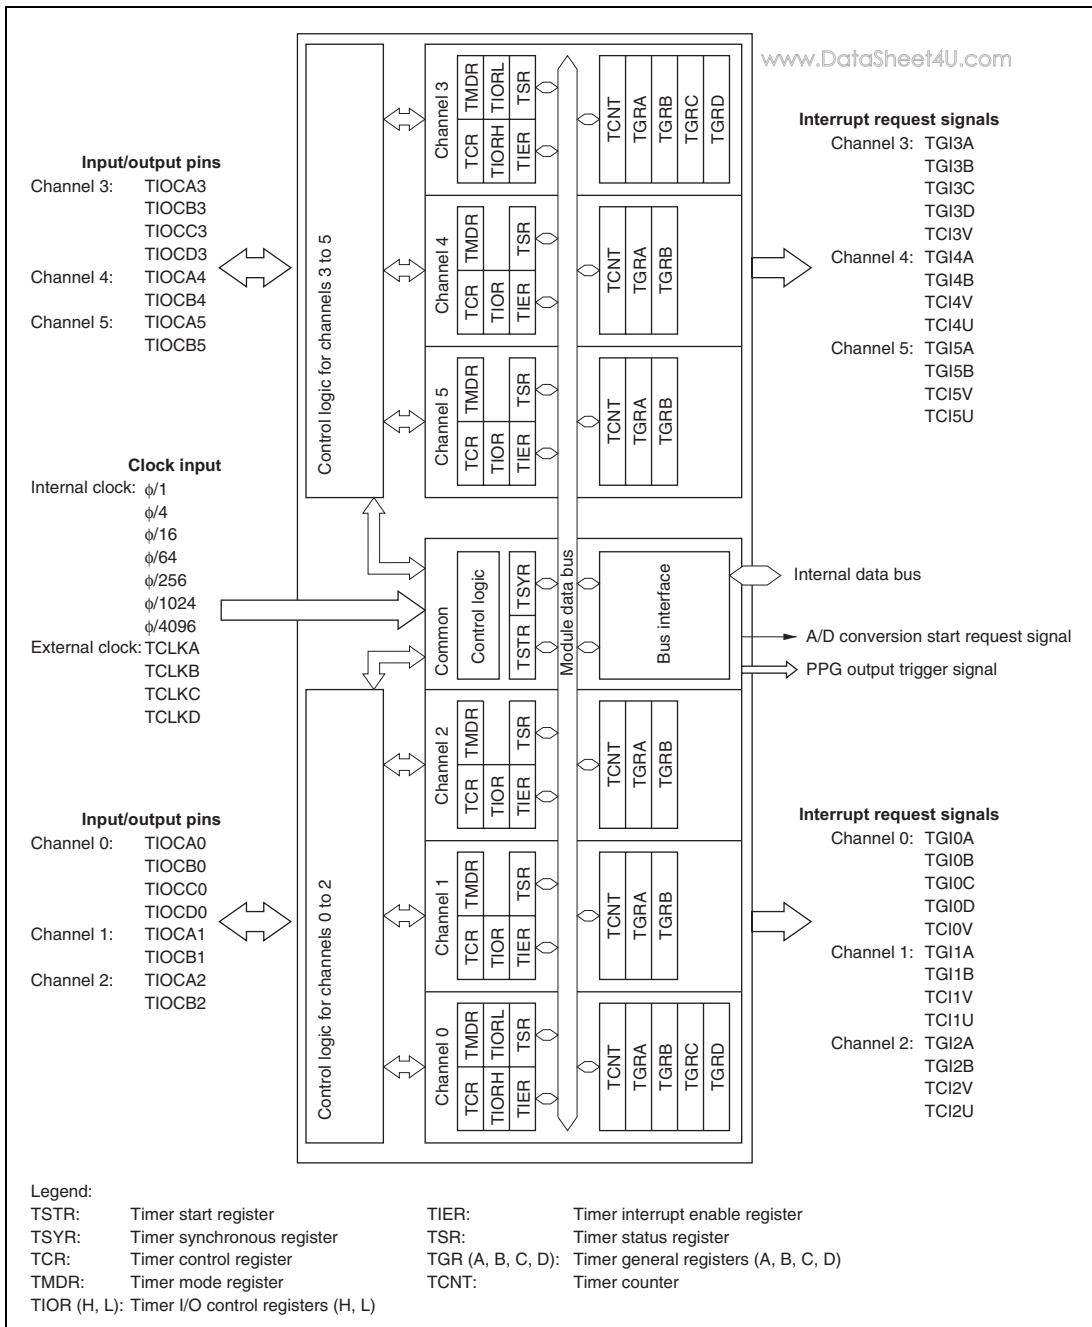 www.DataSheet4U.com
Input/output pins
Channel 3: TIOCA3
TIOCB3
TIOCC3
TIOCD3
Channel 4: TIOCA4
TIOCB4
Channel 5: TIOCA5
TIOCB5
Clock input
Internal clock: ϕ/1
ϕ/4
ϕ/16
ϕ/64
ϕ/256
ϕ/1024
ϕ/4096
External clock: TCLKA
TCLKB
TCLKC
TCLKD
Input/output pins
Channel 0: TIOCA0
TIOCB0
TIOCC0
TIOCD0
Channel 1: TIOCA1
TIOCB1
Channel 2: TIOCA2
TIOCB2
Control logic for channels 3 to 5
Control logic for channels 0 to 2
Channel 3
TCR TMDR
TIORH TIORL
TIER TSR
TCNT
TGRA
TGRB
TGRC
TGRD
Channel 4
TCR TMDR
TIOR
TIER TSR
TCNT
TGRA
TGRB
Channel 5
TCR TMDR
TIOR
TIER TSR
TCNT
TGRA
TGRB
Common
Control logic
TSTR TSYR
Module data bus
Bus interface
Channel 2
TCR TMDR
TIOR
TIER TSR
TCNT
TGRA
TGRB
Channel 1
TCR TMDR
TIOR
TIER TSR
TCNT
TGRA
TGRB
Channel 0
TCR TMDR
TIORH TIORL
TIER TSR
TCNT
TGRA
TGRB
TGRC
TGRD
Interrupt request signals
Channel 3: TGI3A
TGI3B
TGI3C
TGI3D
TCI3V
Channel 4: TGI4A
TGI4B
TCI4V
TCI4U
Channel 5: TGI5A
TGI5B
TCI5V
TCI5U
Internal data bus
A/D conversion start request signal
PPG output trigger signal
Interrupt request signals
Channel 0: TGI0A
TGI0B
TGI0C
TGI0D
TCI0V
Channel 1: TGI1A
TGI1B
TCI1V
TCI1U
Channel 2: TGI2A
TGI2B
TCI2V
TCI2U
Legend:
TSTR: Timer start register
TSYR: Timer synchronous register
TCR: Timer control register
TMDR: Timer mode register
TIOR (H, L): Timer I/O control registers (H, L)
TIER: Timer interrupt enable register
TSR: Timer status register
TGR (A, B, C, D): Timer general registers (A, B, C, D)
TCNT: Timer counter